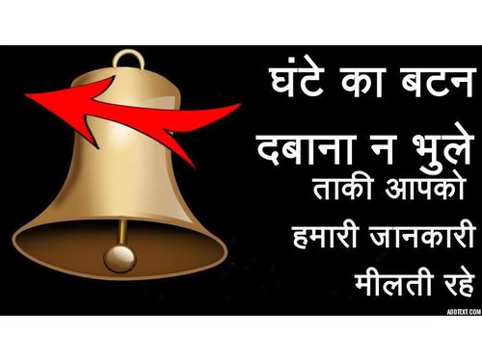 घंटे का बटन
दबाना न भुले
ताकी आपको
हमारी जानकारी
मीलती रहे
ADDTEXT.COM